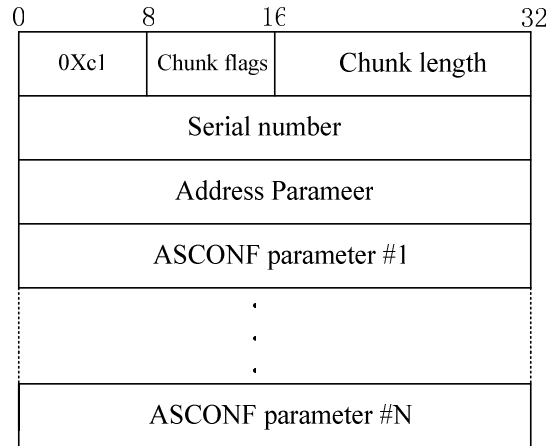 0 8 16 32
0Xc1 Chunk flags Chunk length
Serial number
Address Parameer
ASCONF parameter #1
ASCONF parameter #N